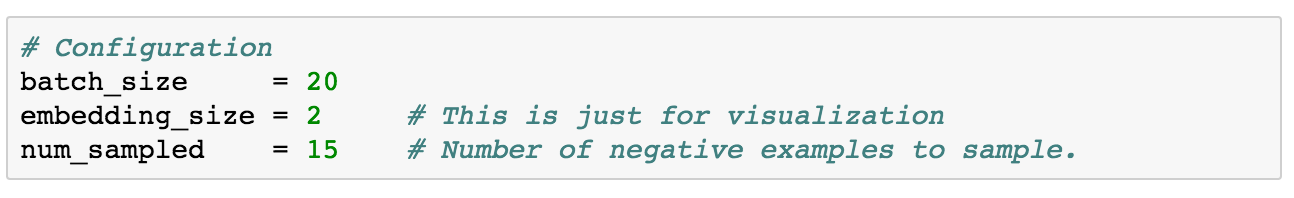 # Configuration
batch_size     = 20
embedding_size = 2     # This is just for visualization
num_sampled    = 15    # Number of negative examples to sample.